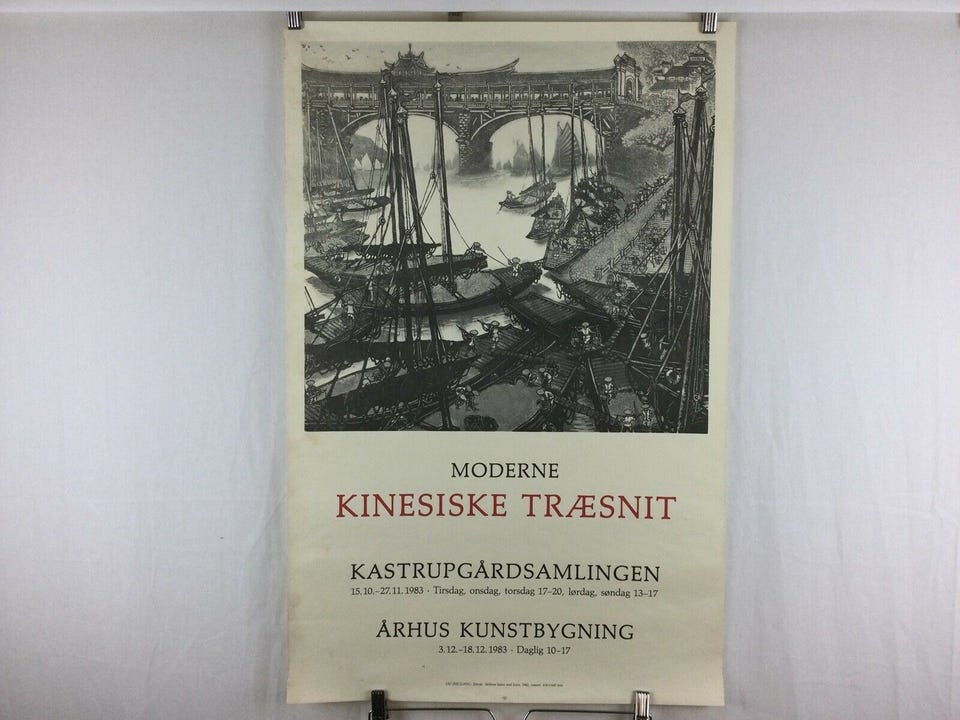 MODERNE
KINESISKE TRÆSNIT
KASTRUPGÅRDSAMLINGEN
15.10.–27.11.1983 · Tirsdag, onsdag, torsdag 17–20, lørdag, søndag 13–17
ÅRHUS KUNSTBYGNING
3.12.–18.12.1983 · Daglig 10–17